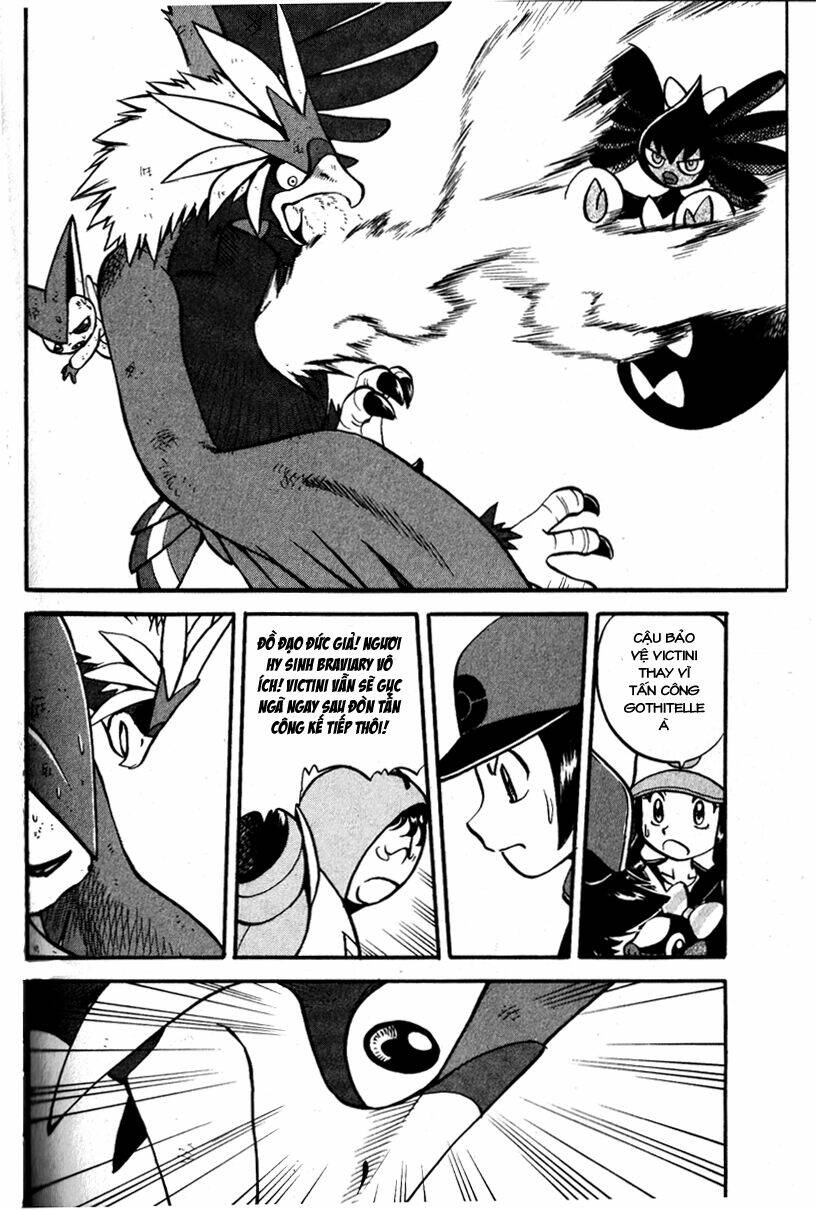 CẬU BẢO
VỆ VICTINI
THAY VÌ
TẤN CÔNG
GOTHITELLE
À
ĐỒ ĐẠO ĐỨC GIẢ! NGƯƠI
HY SINH BRAVIARY VÔ
ÍCH! VICTINI VẪN SẼ GỤC
NGÃ NGAY SAU ĐÒN TẤN
CÔNG KẾ TIẾP THÔI!